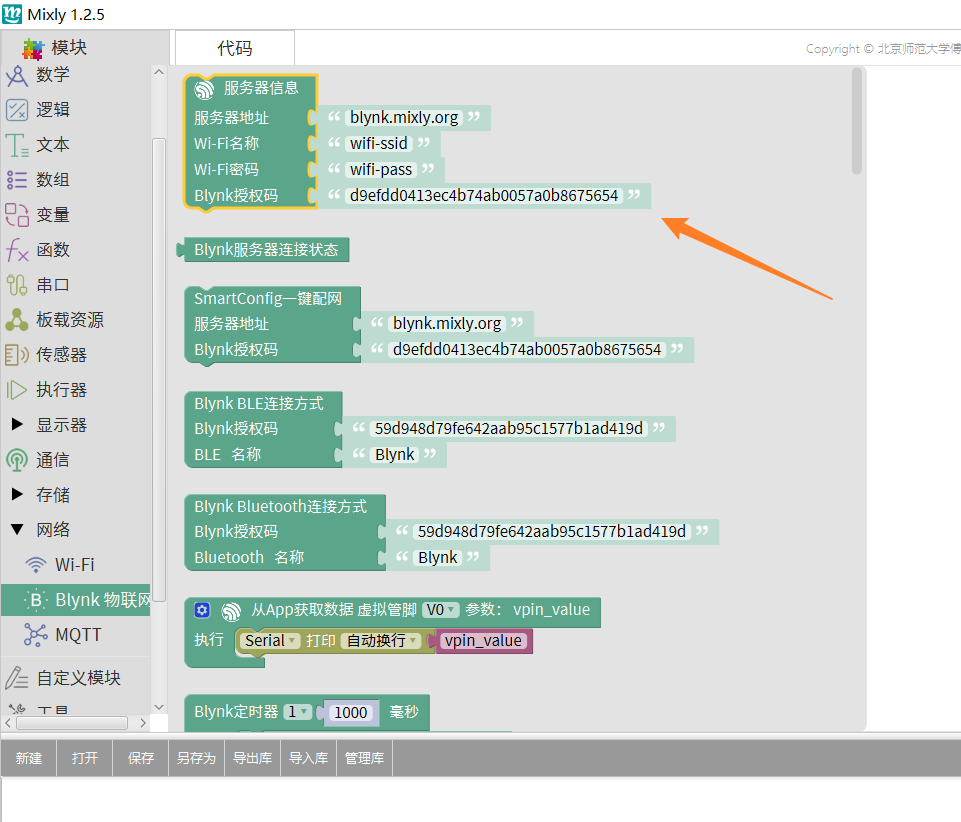 Mixly 1.2.5
模块
代码
Copyright © 北京师范大学傅
数学
逻辑
文本
数组
变量
函数
串口
板载资源
传感器
执行器
显示器
通信
存储
网络
Wi-Fi
Blynk 物联网
MQTT
自定义模块
工具
服务器信息
服务器地址 “ blynk.mixly.org ”
Wi-Fi名称 “ wifi-ssid ”
Wi-Fi密码 “ wifi-pass ”
Blynk授权码 “ d9efdd0413ec4b74ab0057a0b8675654 ”
Blynk服务器连接状态
SmartConfig一键配网
服务器地址 “ blynk.mixly.org ”
Blynk授权码 “ d9efdd0413ec4b74ab0057a0b8675654 ”
Blynk BLE连接方式
Blynk授权码 “ 59d948d79fe642aab95c1577b1ad419d ”
BLE 名称 “ Blynk ”
Blynk Bluetooth连接方式
Blynk授权码 “ 59d948d79fe642aab95c1577b1ad419d ”
Bluetooth 名称 “ Blynk ”
从App获取数据 虚拟管脚 V0 参数： vpin_value
执行 Serial 打印 自动换行 vpin_value
Blynk定时器 1 1000 毫秒
新建 打开 保存 另存为 导出库 导入库 管理库